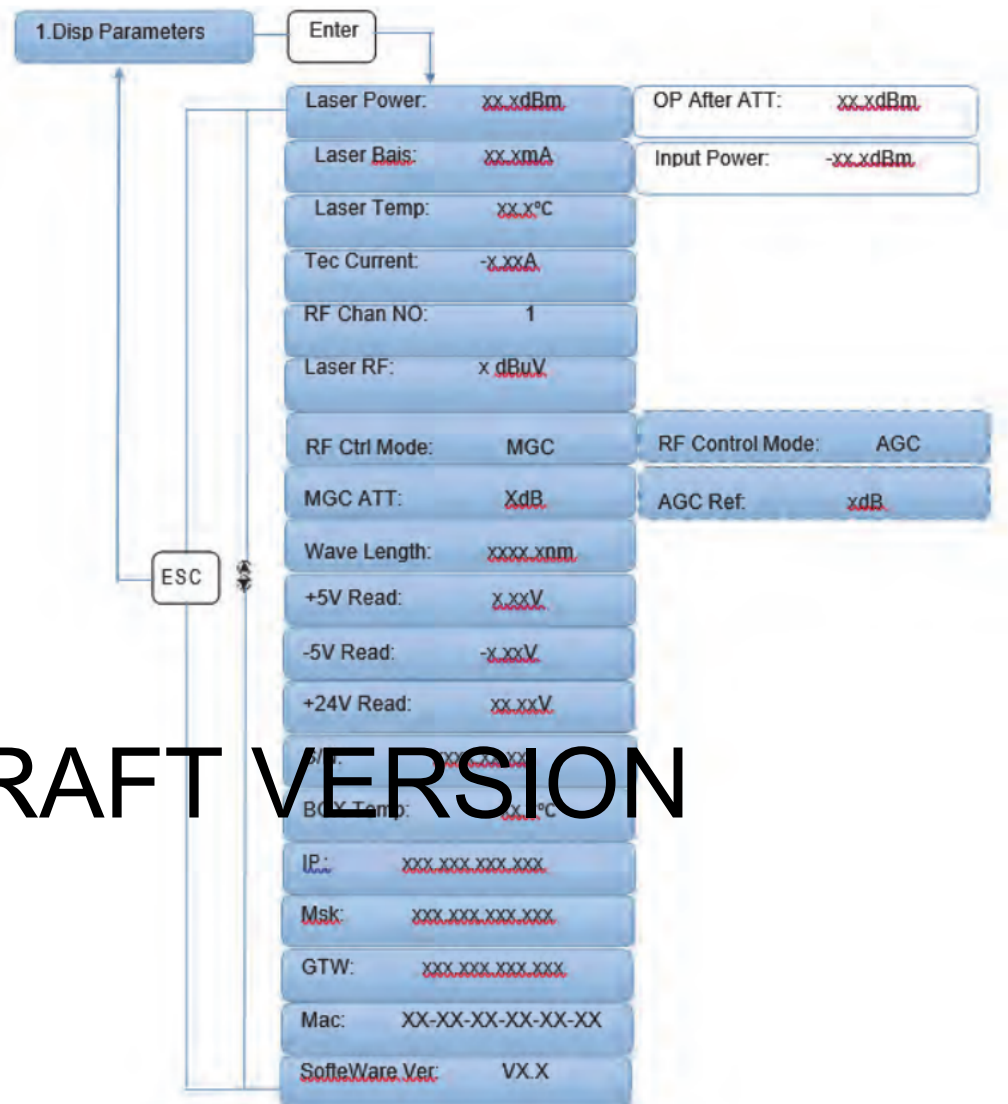 1.Disp Parameters
Enter
Laser Power: xx.xdBm
OP After ATT: xx.xdBm
Laser Bais: xx.xmA
Input Power: -xx.xdBm
Laser Temp: xx.x°C
Tec Current: -x.xxA
RF Chan NO: 1
Laser RF: x dBuV
RF Ctrl Mode: MGC
RF Control Mode: AGC
MGC ATT: XdB
AGC Ref: xdB
Wave Length: xxxx.xnm
ESC
+5V Read: x.xxV
-5V Read: -x.xxV
+24V Read: xx.xxV
RAFT VERSION
S/N:
BOX Temp: °C
IP: xxx.xxx.xxx.xxx
Msk: xxx.xxx.xxx.xxx
GTW: xxx.xxx.xxx.xxx
Mac: XX-XX-XX-XX-XX-XX
SofteWare Ver: VX.X